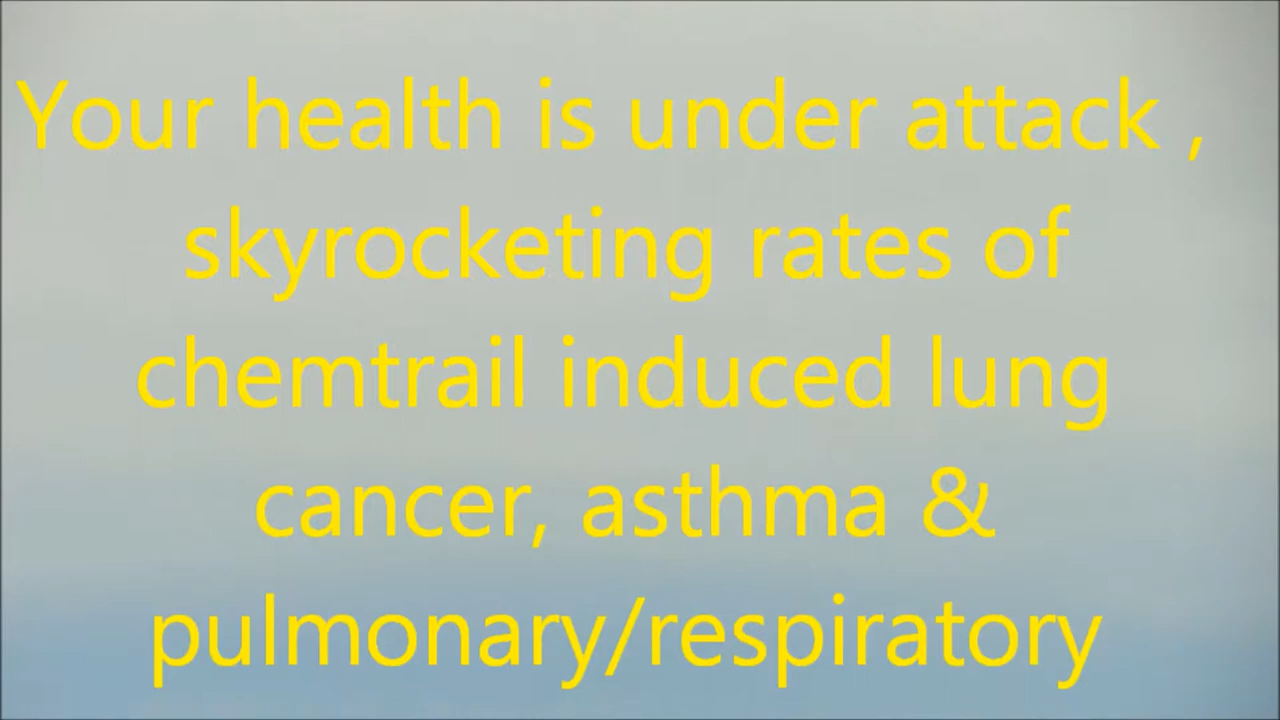 Your health is under attack ,
skyrocketing rates of
chemtrail induced lung
cancer, asthma &
pulmonary/respiratory